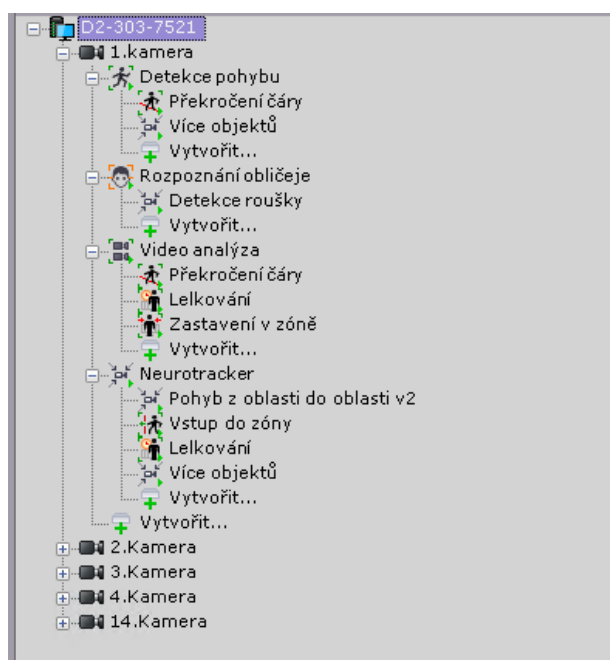 D2-303-7521
1.kamera
Detekce pohybu
Překročení čáry
Více objektů
Vytvořit...
Rozpoznání obličeje
Detekce roušky
Vytvořit...
Video analýza
Překročení čáry
Lelkování
Zastavení v zóně
Vytvořit...
Neurotracker
Pohyb z oblasti do oblasti v2
Vstup do zóny
Lelkování
Více objektů
Vytvořit...
Vytvořit...
2.Kamera
3.Kamera
4.Kamera
14.Kamera